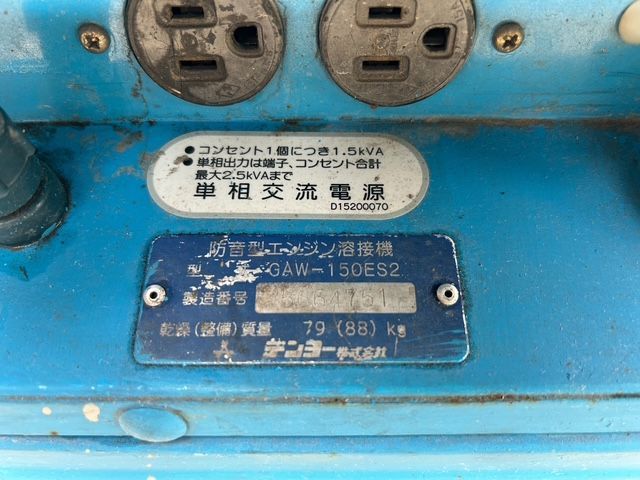 ● コンセント1個につき1.5kVA
● 単相出力は端子、コンセント合計
最大2.5kVAまで
単相交流電源
D15200070
防音型エンジン溶接機
型 GAW-150ES2
製造番号
乾燥(整備)質量 79 (88) kg
デンヨー株式会社